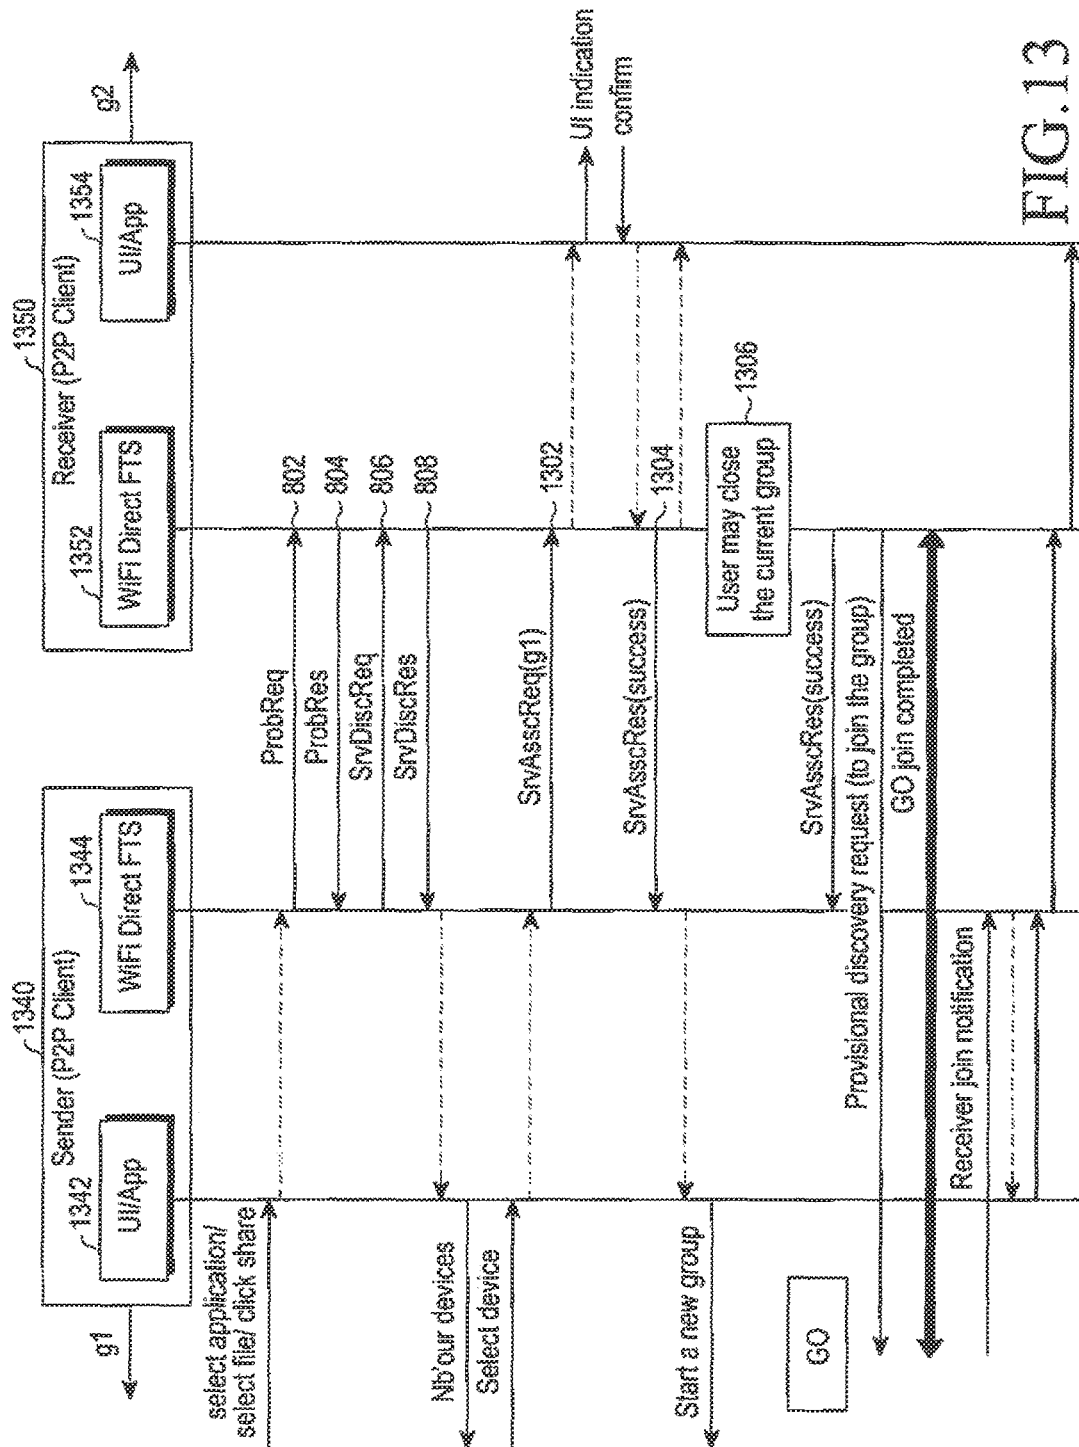 g1
1340
Sender (P2P Client)
1342
UI/App
1344
WiFi Direct FTS
1350
Receiver (P2P Client)
1352
WiFi Direct FTS
1354
UI/App
g2
select application/
select file/ click share
ProbReq
802
ProbRes
804
SrvDiscReq
806
SrvDiscRes
808
Nb'our devices
Select device
SrvAsscReq(g1)
1302
UI indication
confirm
SrvAsscRes(success)
1304
Start a new group
1306
User may close
the current group
GO
SrvAsscRes(success)
Provisional discovery request (to join the group)
GO join completed
Receiver join notification
FIG.13